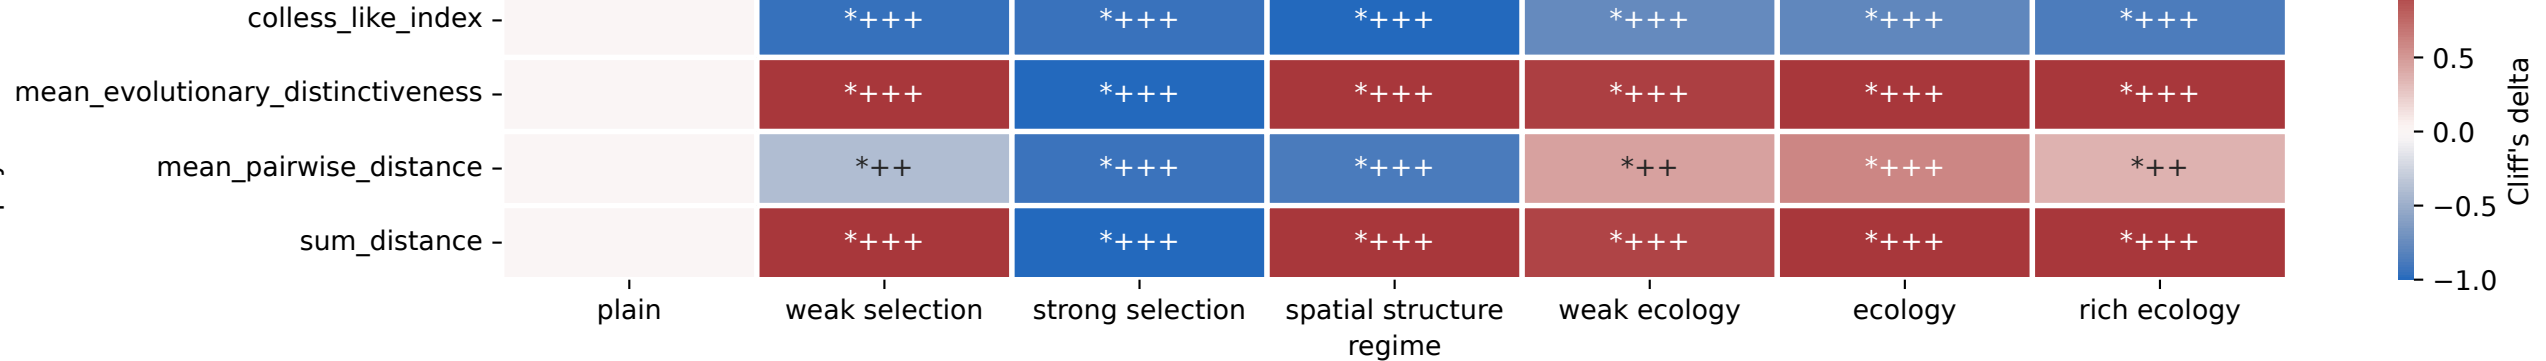 colless_like_index *+++ *+++ *+++ *+++ *+++ *+++
mean_evolutionary_distinctiveness *+++ *+++ *+++ *+++ *+++ *+++
mean_pairwise_distance *++ *+++ *+++ *++ *+++ *++
sum_distance *+++ *+++ *+++ *+++ *+++ *+++
plain weak selection strong selection spatial structure weak ecology ecology rich ecology
regime
0.5
0.0
−0.5
−1.0
Cliff's delta